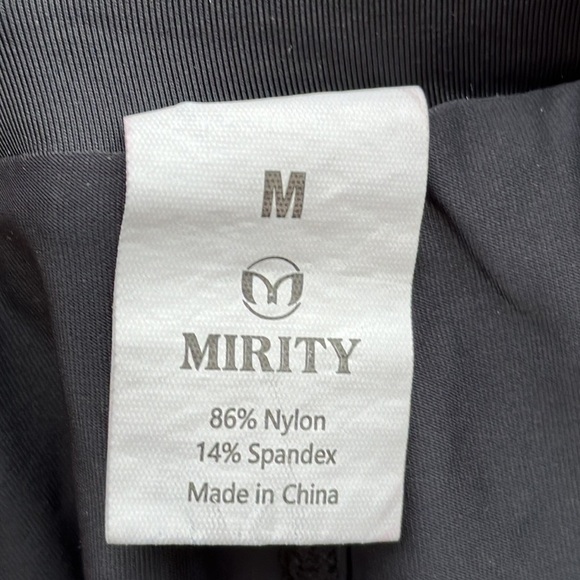 M
MIRITY
86% Nylon
14% Spandex
Made in China